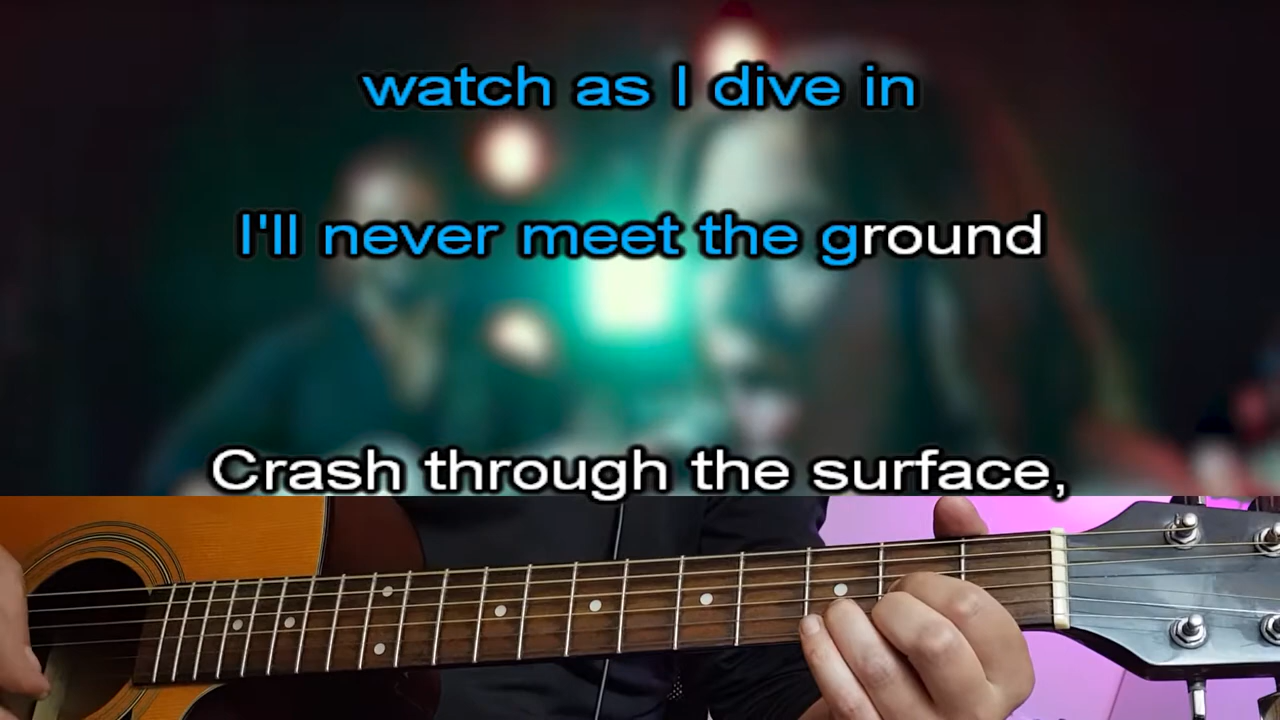 watch as I dive in
I'll never meet the ground
Crash through the surface,